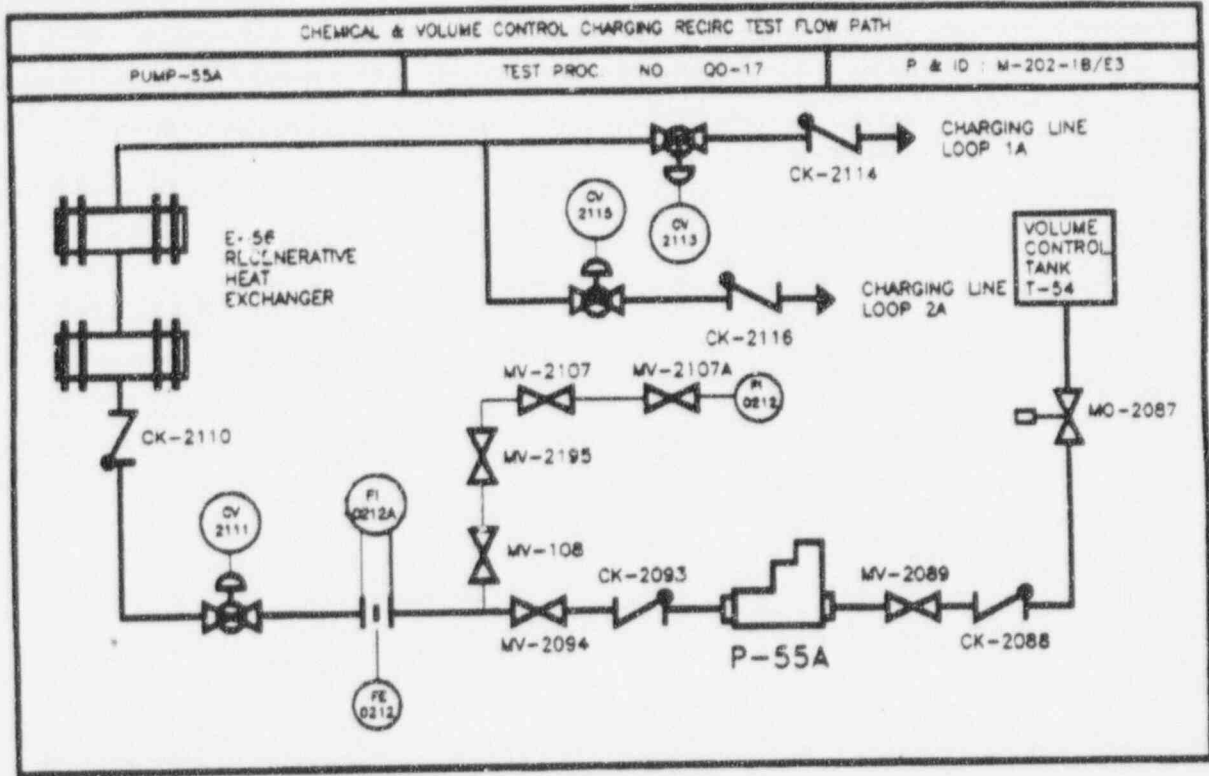 CHEMICAL & VOLUME CONTROL CHARGING RECIRC TEST FLOW PATH
PUMP-55A
TEST PROC. NO QO-17
P & ID : M-202-1B/E3
CHARGING LINE
LOOP 1A
CK-2114
CV
2115
CV
2113
VOLUME
CONTROL
TANK
T-54
E-56
REGENERATIVE
HEAT
EXCHANGER
CHARGING LINE
LOOP 2A
CK-2116
MV-2107
MV-2107A
PI
0212
MO-2087
CK-2110
MV-2195
CV
2111
FI
0212A
MV-108
CK-2093
MV-2089
MV-2094
P-55A
CK-2088
FE
0212